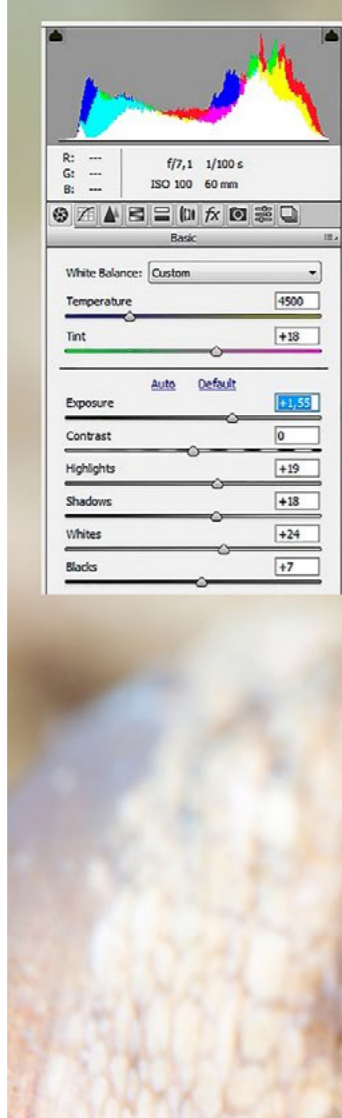 R: ---
G: ---
B: ---
f/7,1 1/100 s
ISO 100 60 mm
fx
Basic
White Balance: Custom
Temperature 4500
Tint +18
Auto Default
Exposure +1,55
Contrast 0
Highlights +19
Shadows +18
Whites +24
Blacks +7